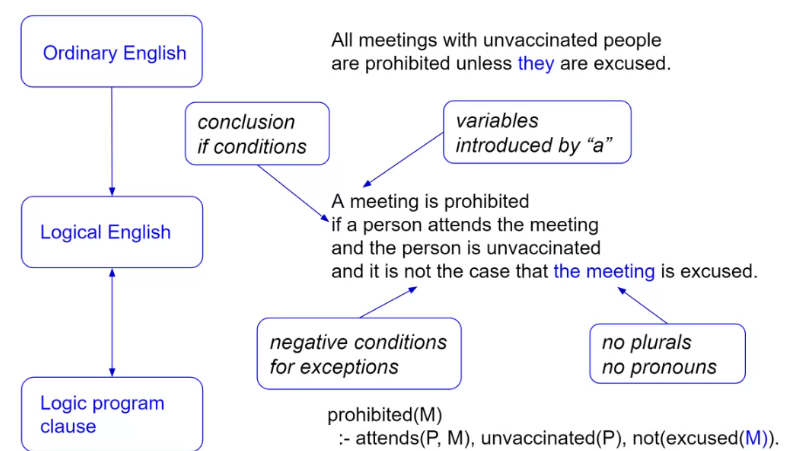 Ordinary English
All meetings with unvaccinated people
are prohibited unless they are excused.
conclusion
if conditions
variables
introduced by “a”
Logical English
A meeting is prohibited
if a person attends the meeting
and the person is unvaccinated
and it is not the case that the meeting is excused.
negative conditions
for exceptions
no plurals
no pronouns
Logic program
clause
prohibited(M)
:- attends(P, M), unvaccinated(P), not(excused(M)).